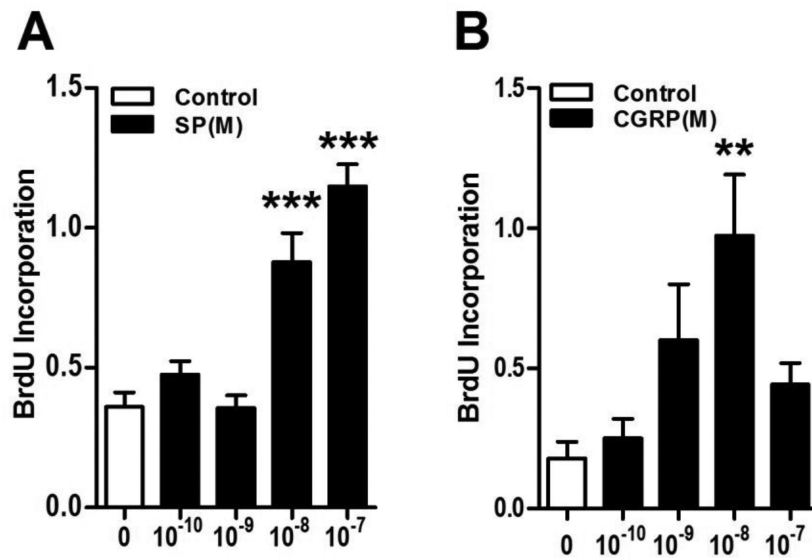 A
Control
SP(M)
BrdU Incorporation
1.5
1.0
0.5
0.0
***
***
0 10⁻¹⁰ 10⁻⁹ 10⁻⁸ 10⁻⁷
B
Control
CGRP(M)
BrdU Incorporation
1.5
1.0
0.5
0.0
**
0 10⁻¹⁰ 10⁻⁹ 10⁻⁸ 10⁻⁷